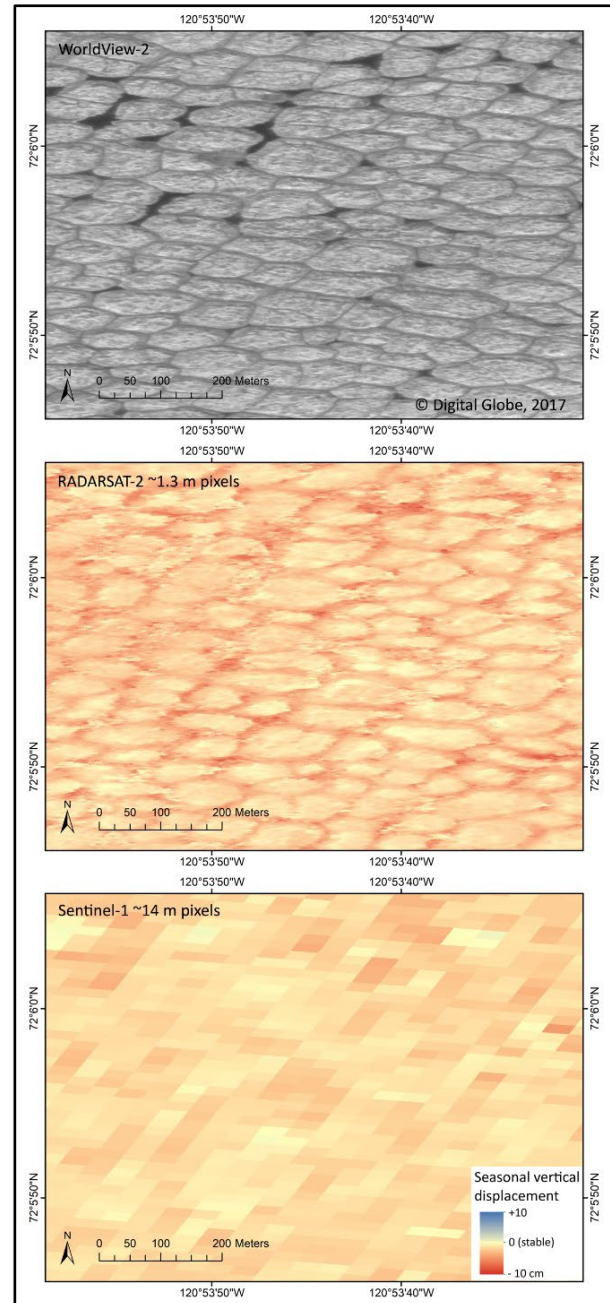 120°53'50"W 120°53'40"W
WorldView-2
72°6'0"N 72°6'0"N
72°5'50"N 72°5'50"N
N
0 50 100 200 Meters
© Digital Globe, 2017
120°53'50"W 120°53'40"W
120°53'50"W 120°53'40"W
RADARSAT-2 ~1.3 m pixels
72°6'0"N 72°6'0"N
72°5'50"N 72°5'50"N
N
0 50 100 200 Meters
120°53'50"W 120°53'40"W
120°53'50"W 120°53'40"W
Sentinel-1 ~14 m pixels
72°6'0"N 72°6'0"N
72°5'50"N 72°5'50"N
N
0 50 100 200 Meters
Seasonal vertical
displacement
+10
0 (stable)
- 10 cm
120°53'50"W 120°53'40"W